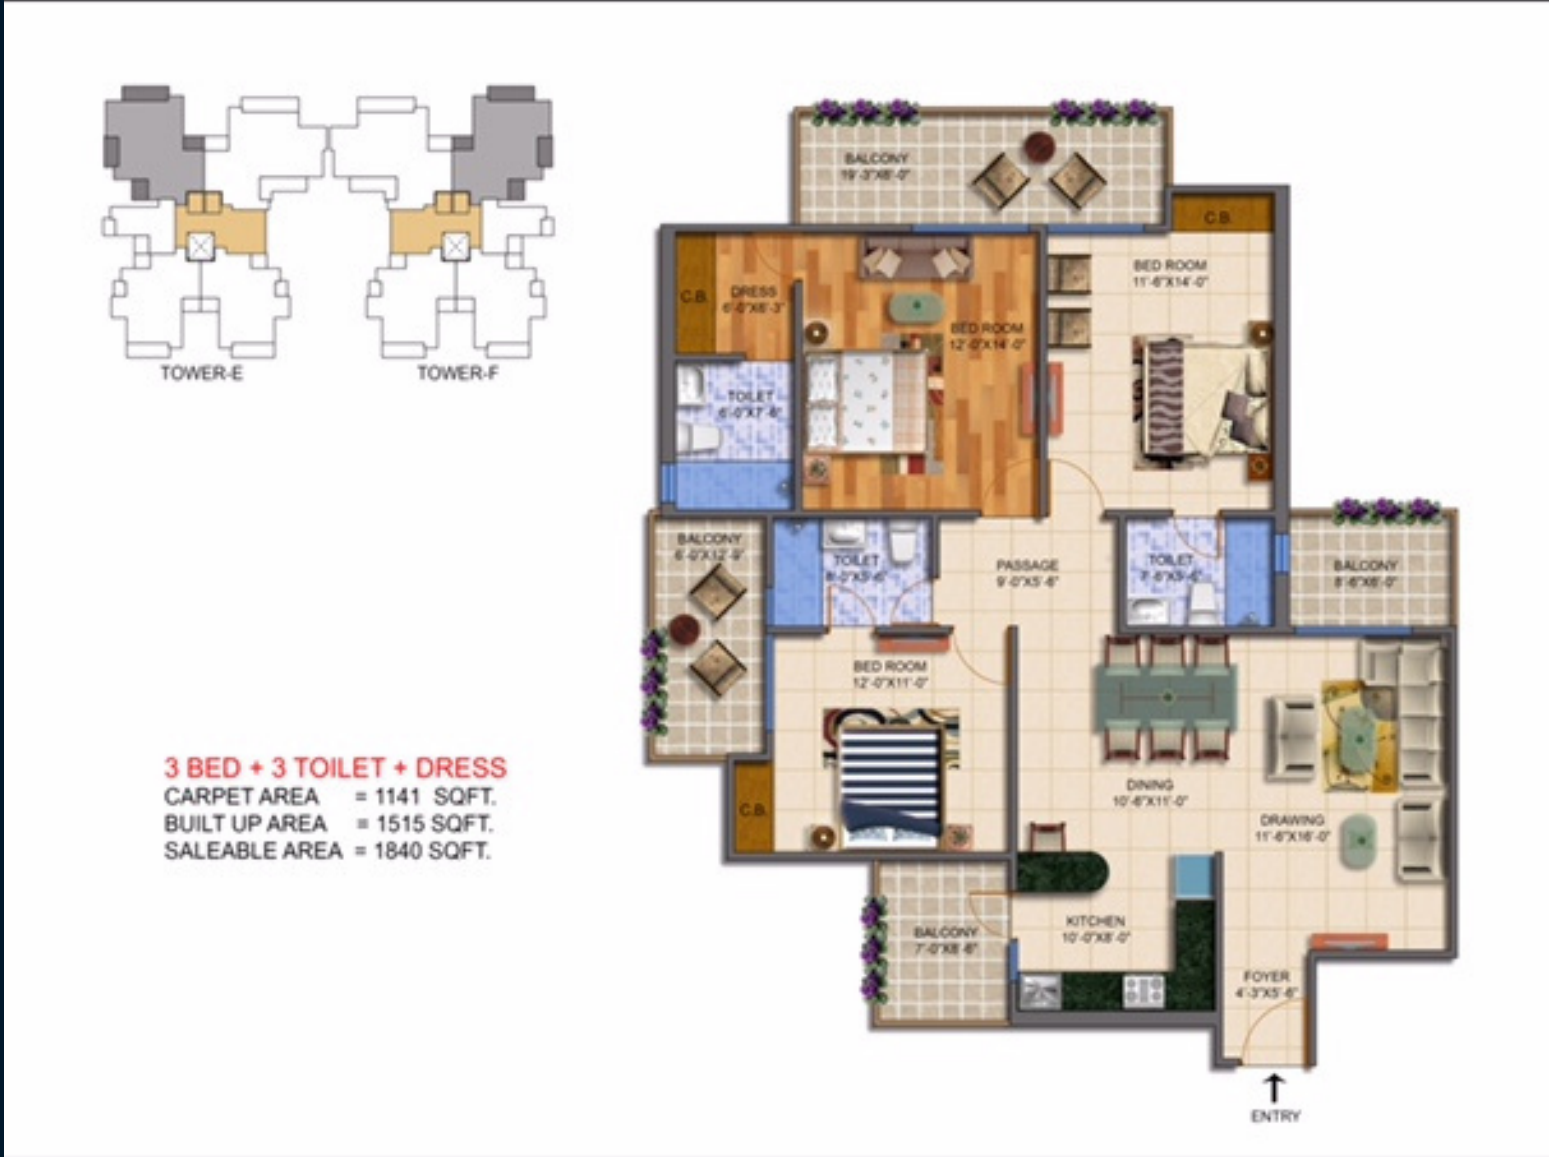 BALCONY
19'-3"X6'-0"
C.B.
BED ROOM
11'-6"X14'-0"
C.B.
DRESS
6'-0"X6'-3"
BED ROOM
12'-0"X14'-0"
TOWER-E
TOWER-F
TOILET
6'-0"X7'-6"
BALCONY
6'-0"X12'-9"
TOILET
8'-0"X5'-6"
PASSAGE
9'-0"X5'-6"
TOILET
7'-6"X5'-6"
BALCONY
8'-6"X6'-0"
BED ROOM
12'-0"X11'-0"
3 BED + 3 TOILET + DRESS
CARPET AREA = 1141 SQFT.
BUILT UP AREA = 1515 SQFT.
SALEABLE AREA = 1840 SQFT.
C.B.
DINING
10'-6"X11'-0"
DRAWING
11'-6"X16'-0"
KITCHEN
10'-0"X8'-0"
BALCONY
7'-0"X8'-6"
FOYER
4'-3"X5'-6"
ENTRY